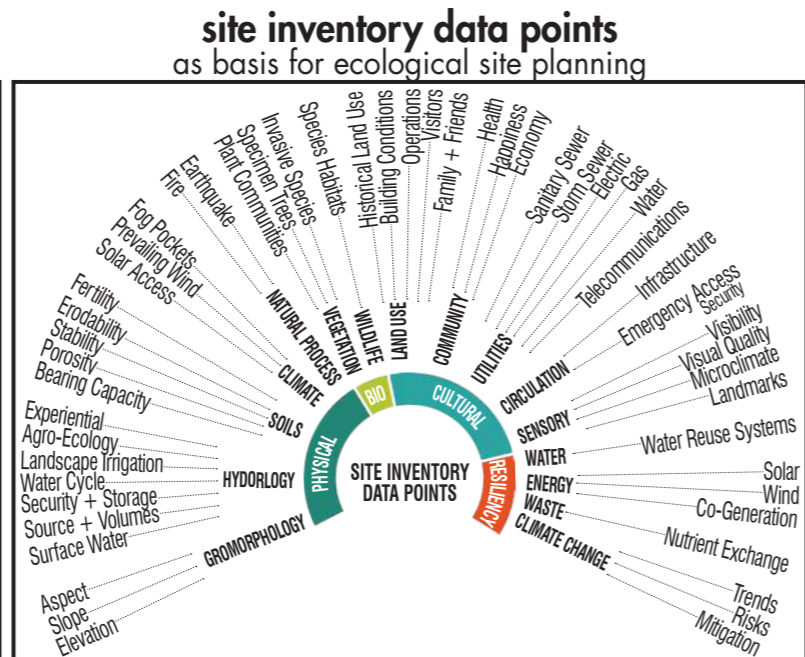 site inventory data points
as basis for ecological site planning
Elevation
Slope
Aspect
GROMORPHOLOGY
Surface Water
Source + Volumes
Security + Storage
Water Cycle
Landscape Irrigation
Agro-Ecology
Experiential
HYDORLOGY
Bearing Capacity
Porosity
Stability
Erodability
Fertility
SOILS
Solar Access
Prevailing Wind
Fog Pockets
CLIMATE
Fire
Earthquake
NATURAL PROCESS
Plant Communities
Specimen Trees
Invasive Species
VEGETATION
Species Habitats
WILDLIFE
Historical Land Use
Building Conditions
Operations
Visitors
Family + Friends
LAND USE
Health
Happiness
Economy
COMMUNITY
Sanitary Sewer
Storm Sewer
Electric
Gas
Water
Telecommunications
UTILITIES
Infrastructure
Emergency Access
Security
CIRCULATION
Visibility
Visual Quality
Microclimate
Landmarks
SENSORY
Water Reuse Systems
WATER
Solar
Wind
Co-Generation
ENERGY
Nutrient Exchange
WASTE
Trends
Risks
Mitigation
CLIMATE CHANGE
PHYSICAL
BIO
CULTURAL
RESILIENCY
SITE INVENTORY
DATA POINTS